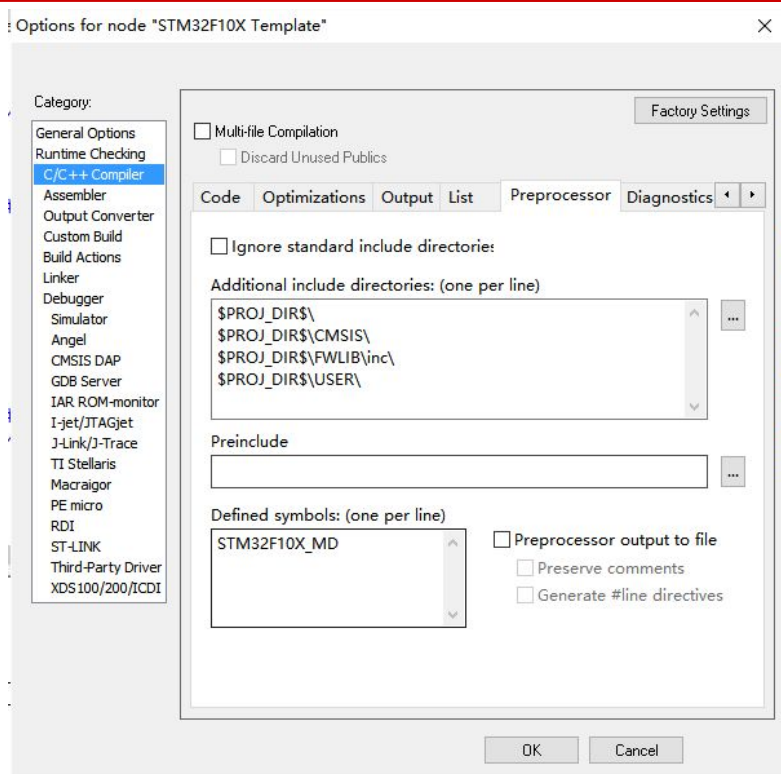 Options for node "STM32F10X Template"
Category:
General Options
Runtime Checking
C/C++ Compiler
Assembler
Output Converter
Custom Build
Build Actions
Linker
Debugger
Simulator
Angel
CMSIS DAP
GDB Server
IAR ROM-monitor
I-jet/JTAGjet
J-Link/J-Trace
TI Stellaris
Macraigor
PE micro
RDI
ST-LINK
Third-Party Driver
XDS100/200/ICDI
Factory Settings
Multi-file Compilation
Discard Unused Publics
Code Optimizations Output List Preprocessor Diagnostics
Ignore standard include directories
Additional include directories: (one per line)
$PROJ_DIR$\
$PROJ_DIR$\CMSIS\
$PROJ_DIR$\FWLIB\inc\
$PROJ_DIR$\USER\
...
Preinclude
...
Defined symbols: (one per line)
STM32F10X_MD
Preprocessor output to file
Preserve comments
Generate #line directives
OK Cancel